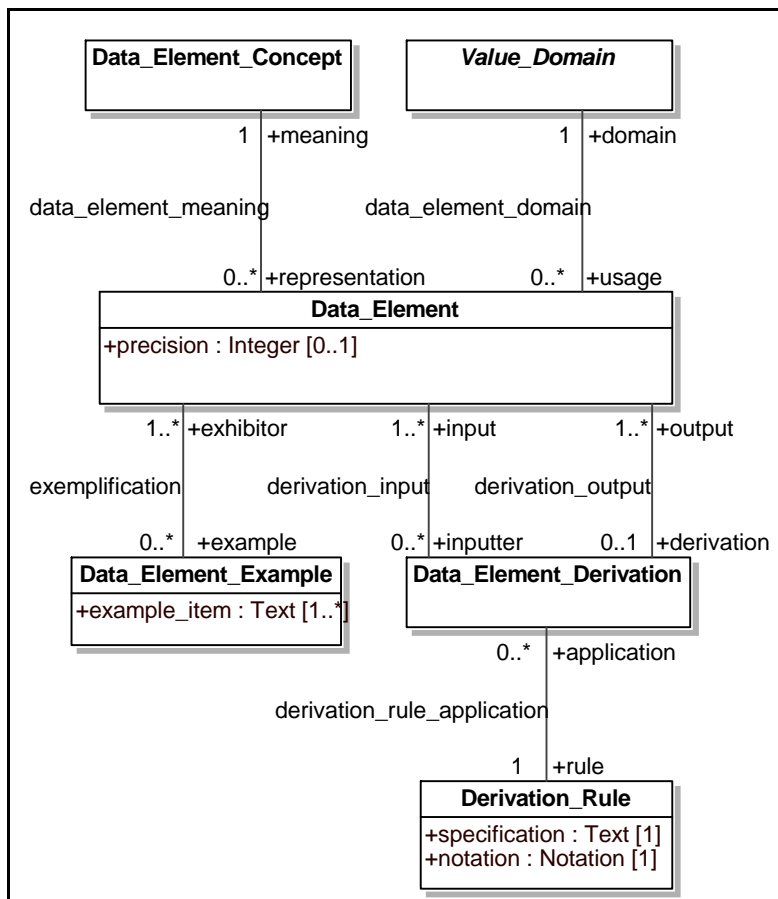 Data_Element_Concept
Value_Domain
1 +meaning
1 +domain
data_element_meaning
data_element_domain
0..* +representation
0..* +usage
Data_Element
+precision : Integer [0..1]
1..* +exhibitor
1..* +input
1..* +output
exemplification
derivation_input
derivation_output
0..* +example
0..* +inputter
0..1 +derivation
Data_Element_Example
Data_Element_Derivation
+example_item : Text [1..*]
0..* +application
derivation_rule_application
1 +rule
Derivation_Rule
+specification : Text [1]
+notation : Notation [1]